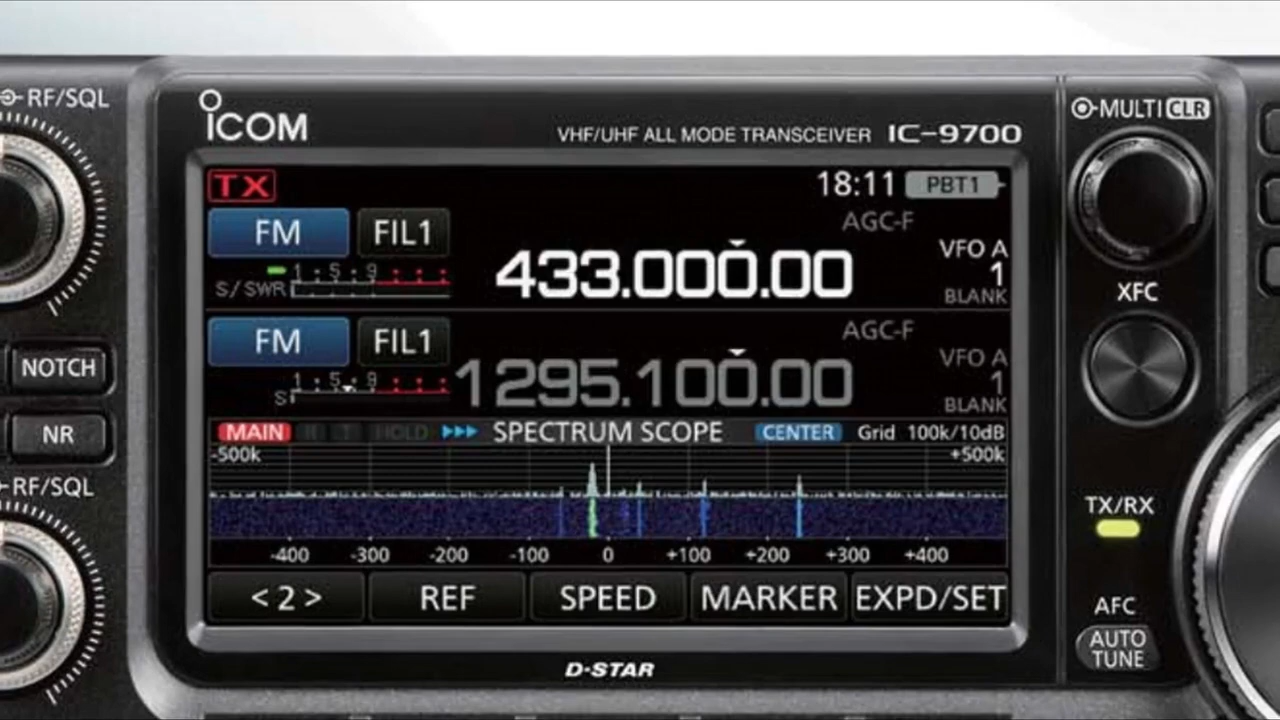 RF/SQL
ICOM
VHF/UHF ALL MODE TRANSCEIVER IC-9700
MULTI CLR
TX
18:11 PBT1
FM FIL1
AGC-F
433.000.00
VFO A
1
BLANK
S/SWR 1 5 9
XFC
FM FIL1
AGC-F
1295.100.00
VFO A
1
BLANK
S 1 5 9
NOTCH
NR
MAIN HOLD SPECTRUM SCOPE CENTER Grid 100k/10dB
-500k +500k
-400 -300 -200 -100 0 +100 +200 +300 +400
RF/SQL
TX/RX
<2> REF SPEED MARKER EXPD/SET
AFC
AUTO
TUNE
D-STAR